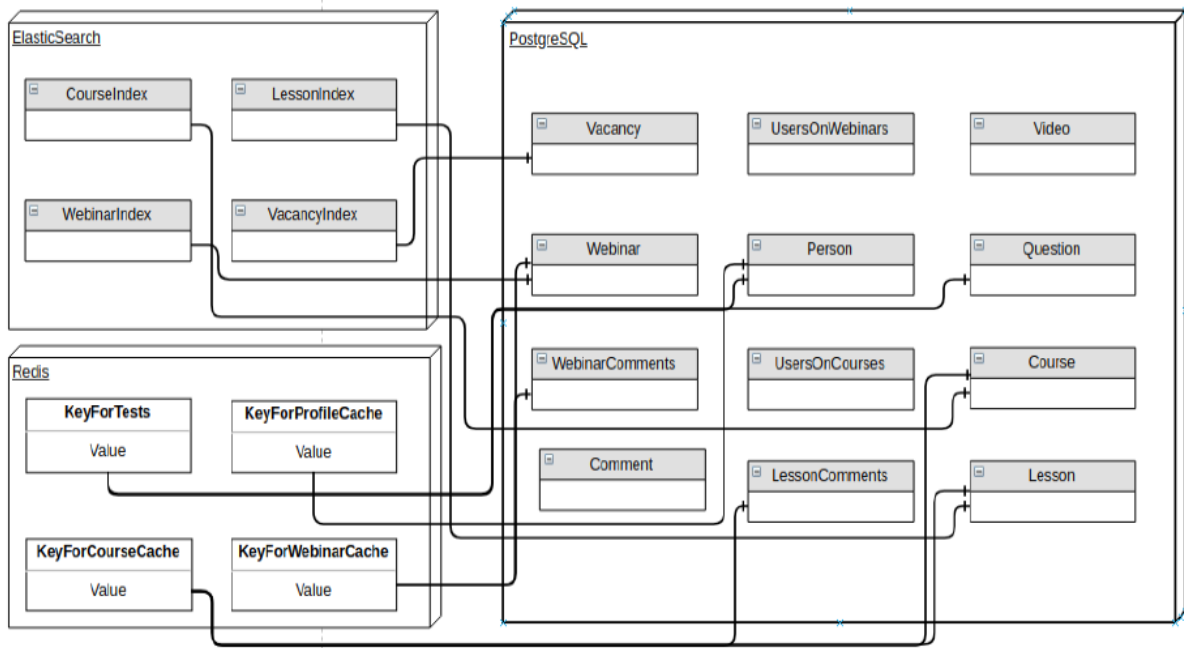 ElasticSearch
CourseIndex
LessonIndex
WebinarIndex
VacancyIndex
Redis
KeyForTests
Value
KeyForProfileCache
Value
KeyForCourseCache
Value
KeyForWebinarCache
Value
PostgreSQL
Vacancy
UsersOnWebinars
Video
Webinar
Person
Question
WebinarComments
UsersOnCourses
Course
Comment
LessonComments
Lesson